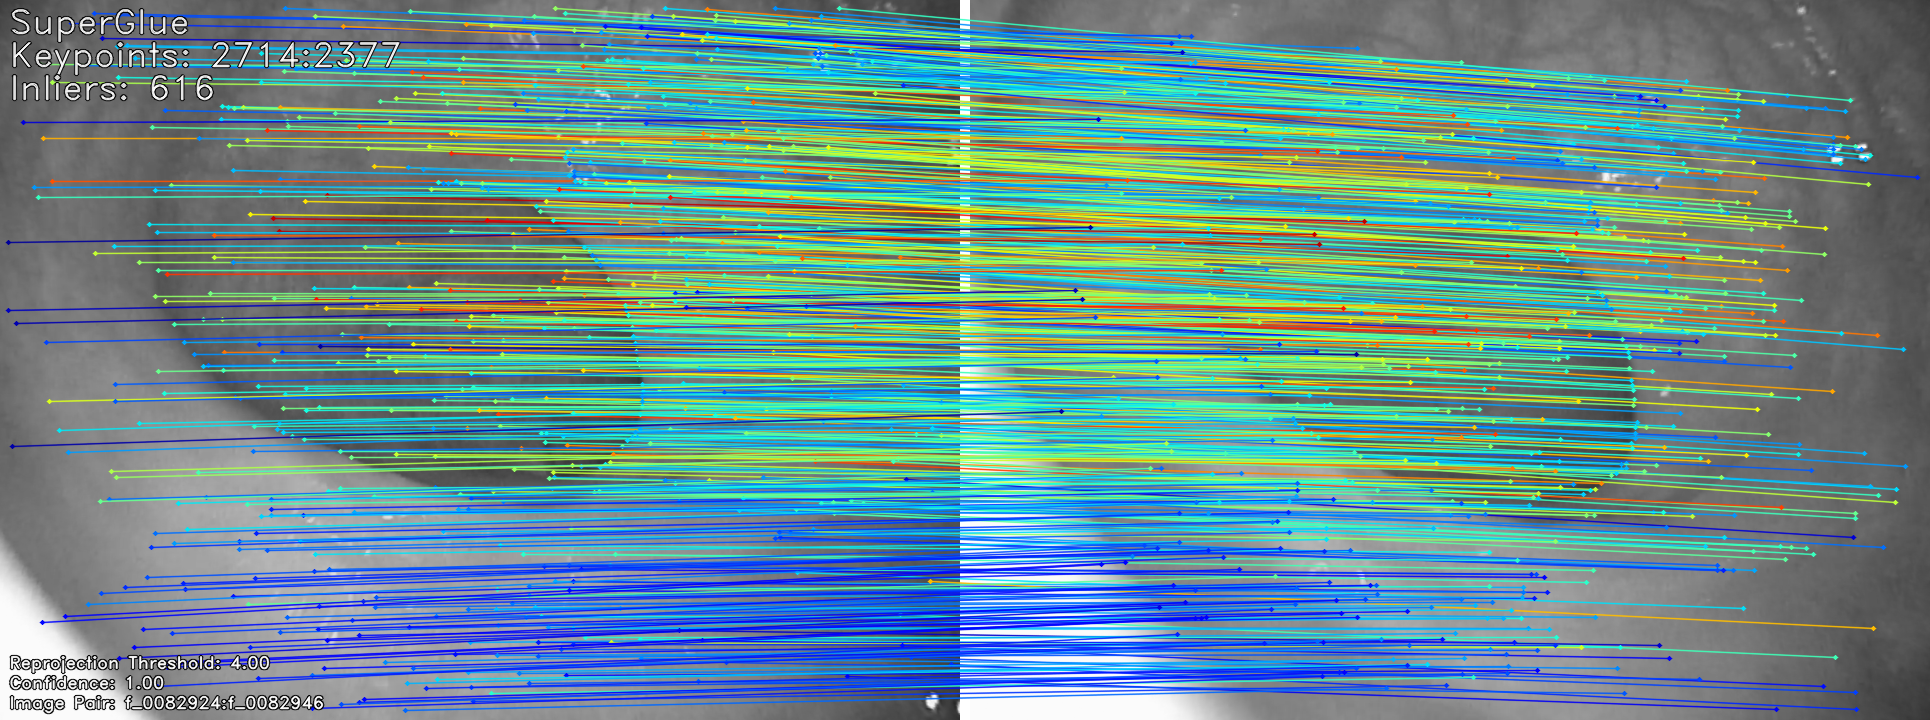 SuperGlue
Keypoints: 2714:2377
Inliers: 616
Reprojection Threshold: 4.00
Confidence: 1.00
Image Pair: f_0082924:f_0082946